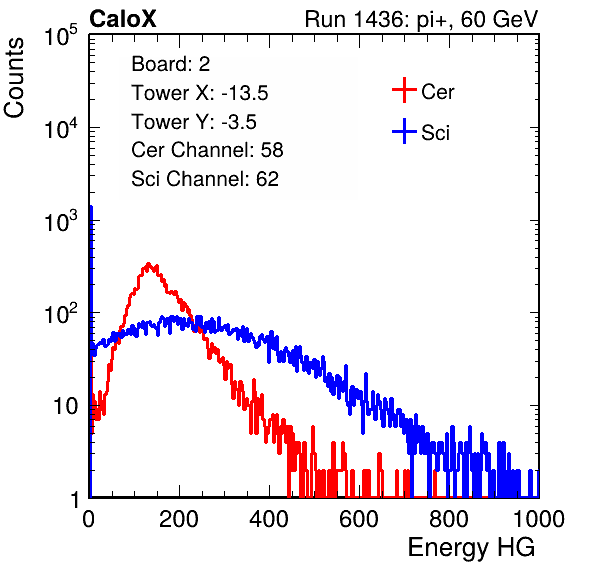 CaloX Run 1436: pi+, 60 GeV
Counts
Board: 2
Tower X: -13.5
Tower Y: -3.5
Cer Channel: 58
Sci Channel: 62
Cer
Sci
10^5
10^4
10^3
10^2
10
1
0 200 400 600 800 1000
Energy HG